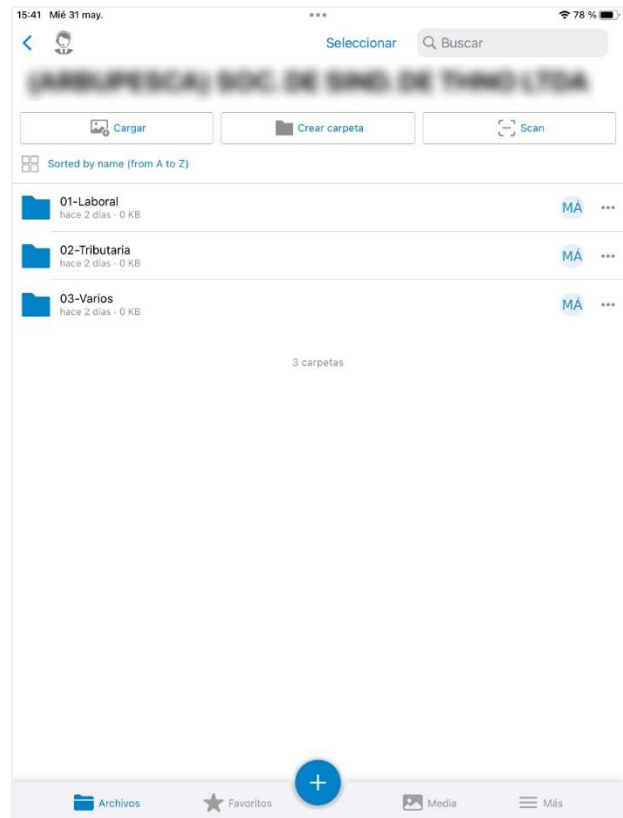 15:41 Mié 31 may.
78 %
Seleccionar
Buscar
Cargar
Crear carpeta
Scan
Sorted by name (from A to Z)
01-Laboral
hace 2 días - 0 KB
MÁ
02-Tributaria
hace 2 días - 0 KB
MÁ
03-Varios
hace 2 días - 0 KB
MÁ
3 carpetas
Archivos
Favoritos
Media
Más